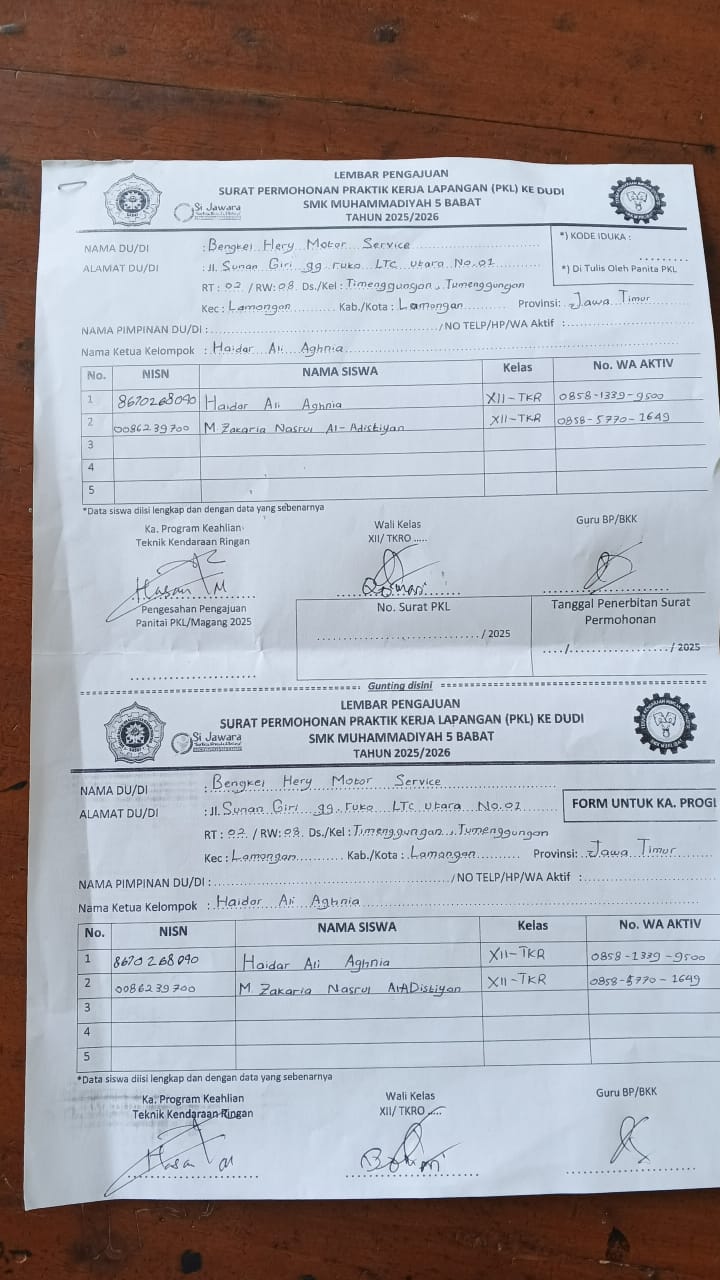 LEMBAR PENGAJUAN
SURAT PERMOHONAN PRAKTIK KERJA LAPANGAN (PKL) KE DUDI
Si Jawara
SMK MUHAMMADIYAH 5 BABAT
TAHUN 2025/2026
NAMA DU/DI : Bengkel Hery Motor Service
*) KODE IDUKA : ........
ALAMAT DU/DI : Jl. Sunan Giri gg. ruko LTC utara No.01
*) Di Tulis Oleh Panita PKL
RT : 02 / RW: 08 Ds./Kel : Timenggungan, Tumenggungan
Kec : Lamongan Kab./Kota : Lamongan Provinsi: Jawa Timur
NAMA PIMPINAN DU/DI : ........ /NO TELP/HP/WA Aktif : ........
Nama Ketua Kelompok : Haidar Ali Aghnia
No. NISN NAMA SISWA Kelas No. WA AKTIV
1 8670268090 Haidar Ali Aghnia XII-TKR 0858-1339-9500
2 0086239700 M. Zakaria Nasrul Al-Adiskiyan XII-TKR 0858-5770-1649
3
4
5
*Data siswa diisi lengkap dan dengan data yang sebenarnya
Ka. Program Keahlian Wali Kelas Guru BP/BKK
Teknik Kendaraan Ringan XII/ TKRO .....
Hasan M
Pengesahan Pengajuan No. Surat PKL Tanggal Penerbitan Surat
Panitai PKL/Magang 2025 Permohonan
........ / 2025 ..../......../ 2025
Gunting disini
LEMBAR PENGAJUAN
SURAT PERMOHONAN PRAKTIK KERJA LAPANGAN (PKL) KE DUDI
Si Jawara
SMK MUHAMMADIYAH 5 BABAT
TAHUN 2025/2026
NAMA DU/DI : Bengkel Hery Motor Service
ALAMAT DU/DI : Jl. Sunan Giri gg. ruko LTC utara No.01
FORM UNTUK KA. PROGL
RT : 02 / RW: 08 Ds./Kel : Timenggungan, Tumenggungan
Kec : Lamongan Kab./Kota : Lamongan Provinsi: Jawa Timur
NAMA PIMPINAN DU/DI : ........ /NO TELP/HP/WA Aktif : ........
Nama Ketua Kelompok : Haidar Ali Aghnia
No. NISN NAMA SISWA Kelas No. WA AKTIV
1 8670268090 Haidar Ali Aghnia XII-TKR 0858-1339-9500
2 0086239700 M. Zakaria Nasrul Al-ADiskiyan XII-TKR 0858-5770-1649
3
4
5
*Data siswa diisi lengkap dan dengan data yang sebenarnya
Ka. Program Keahlian Wali Kelas Guru BP/BKK
Teknik Kendaraan Ringan XII/ TKRO .....
Hasan M